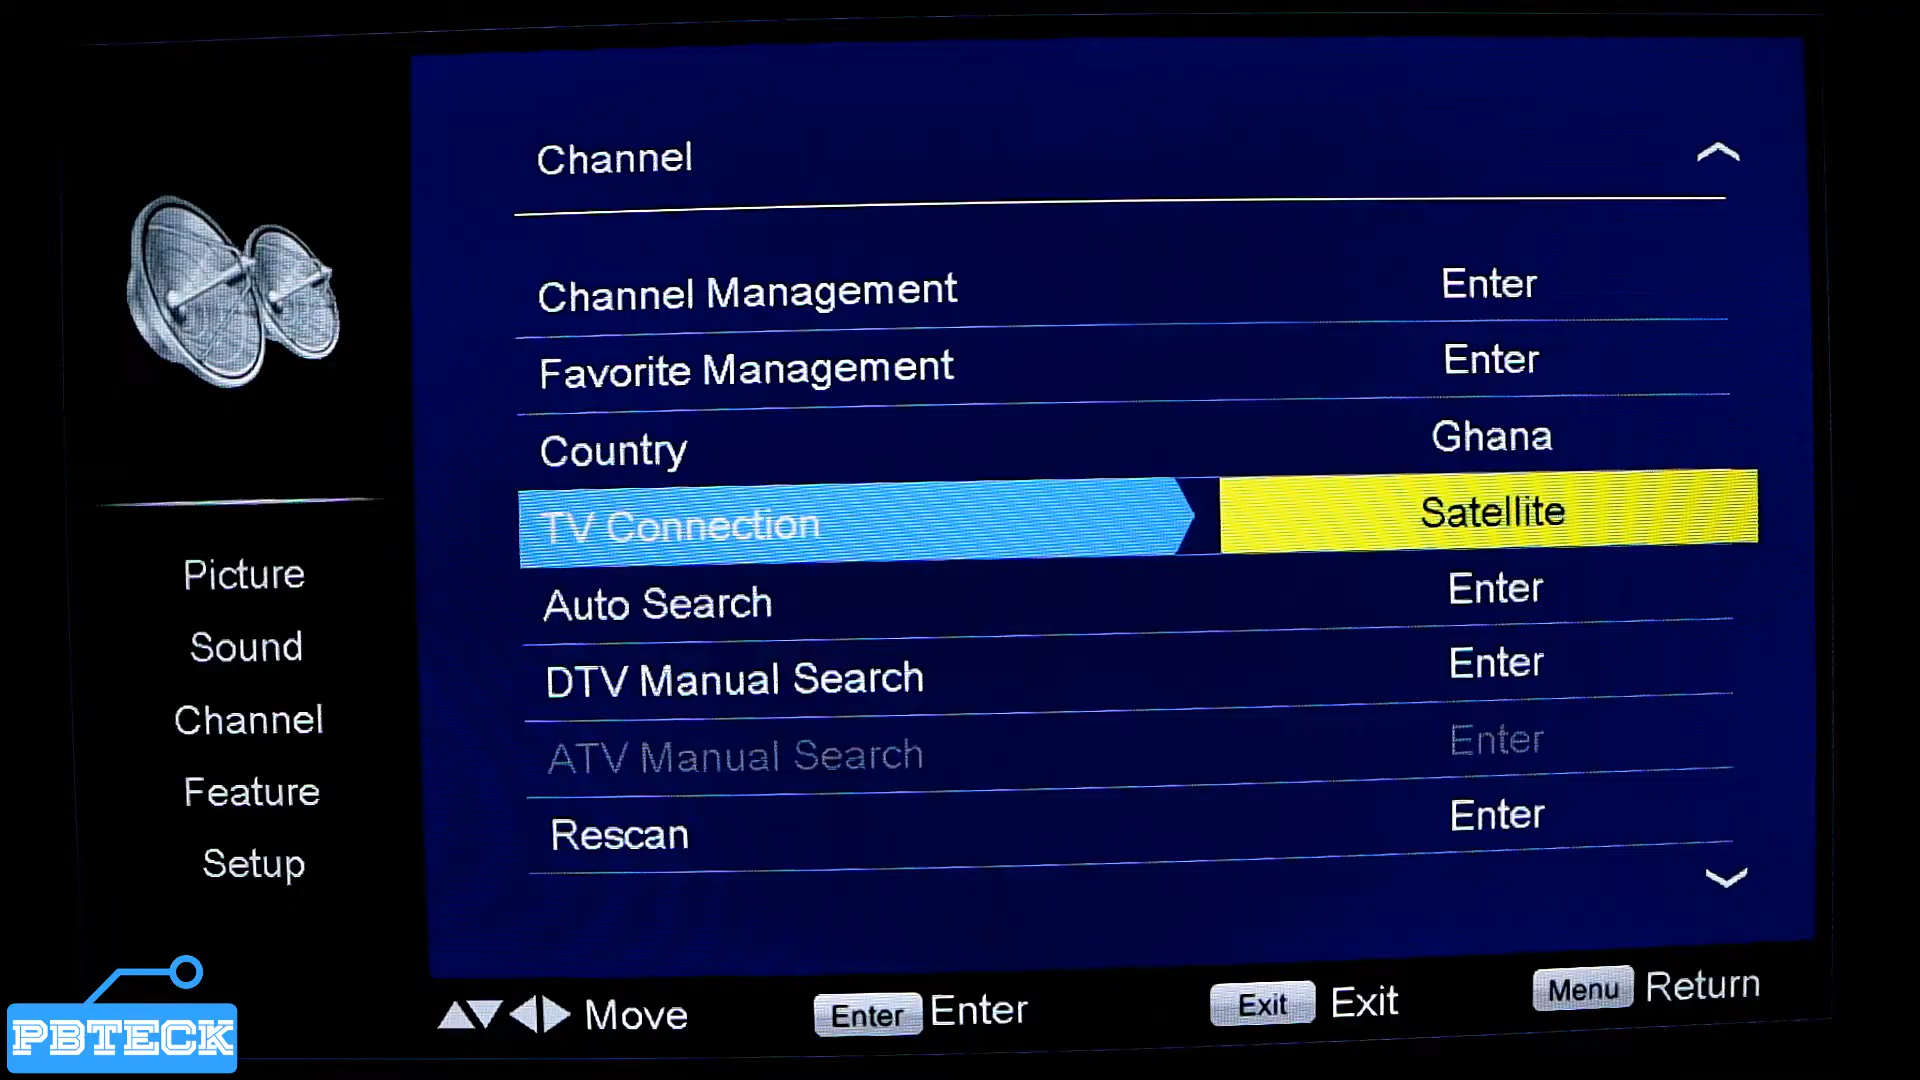 Channel
Channel Management Enter
Favorite Management Enter
Country Ghana
TV Connection Satellite
Auto Search Enter
DTV Manual Search Enter
ATV Manual Search Enter
Rescan Enter
Picture
Sound
Channel
Feature
Setup
Move Enter Enter Exit Exit Menu Return
PBTECK